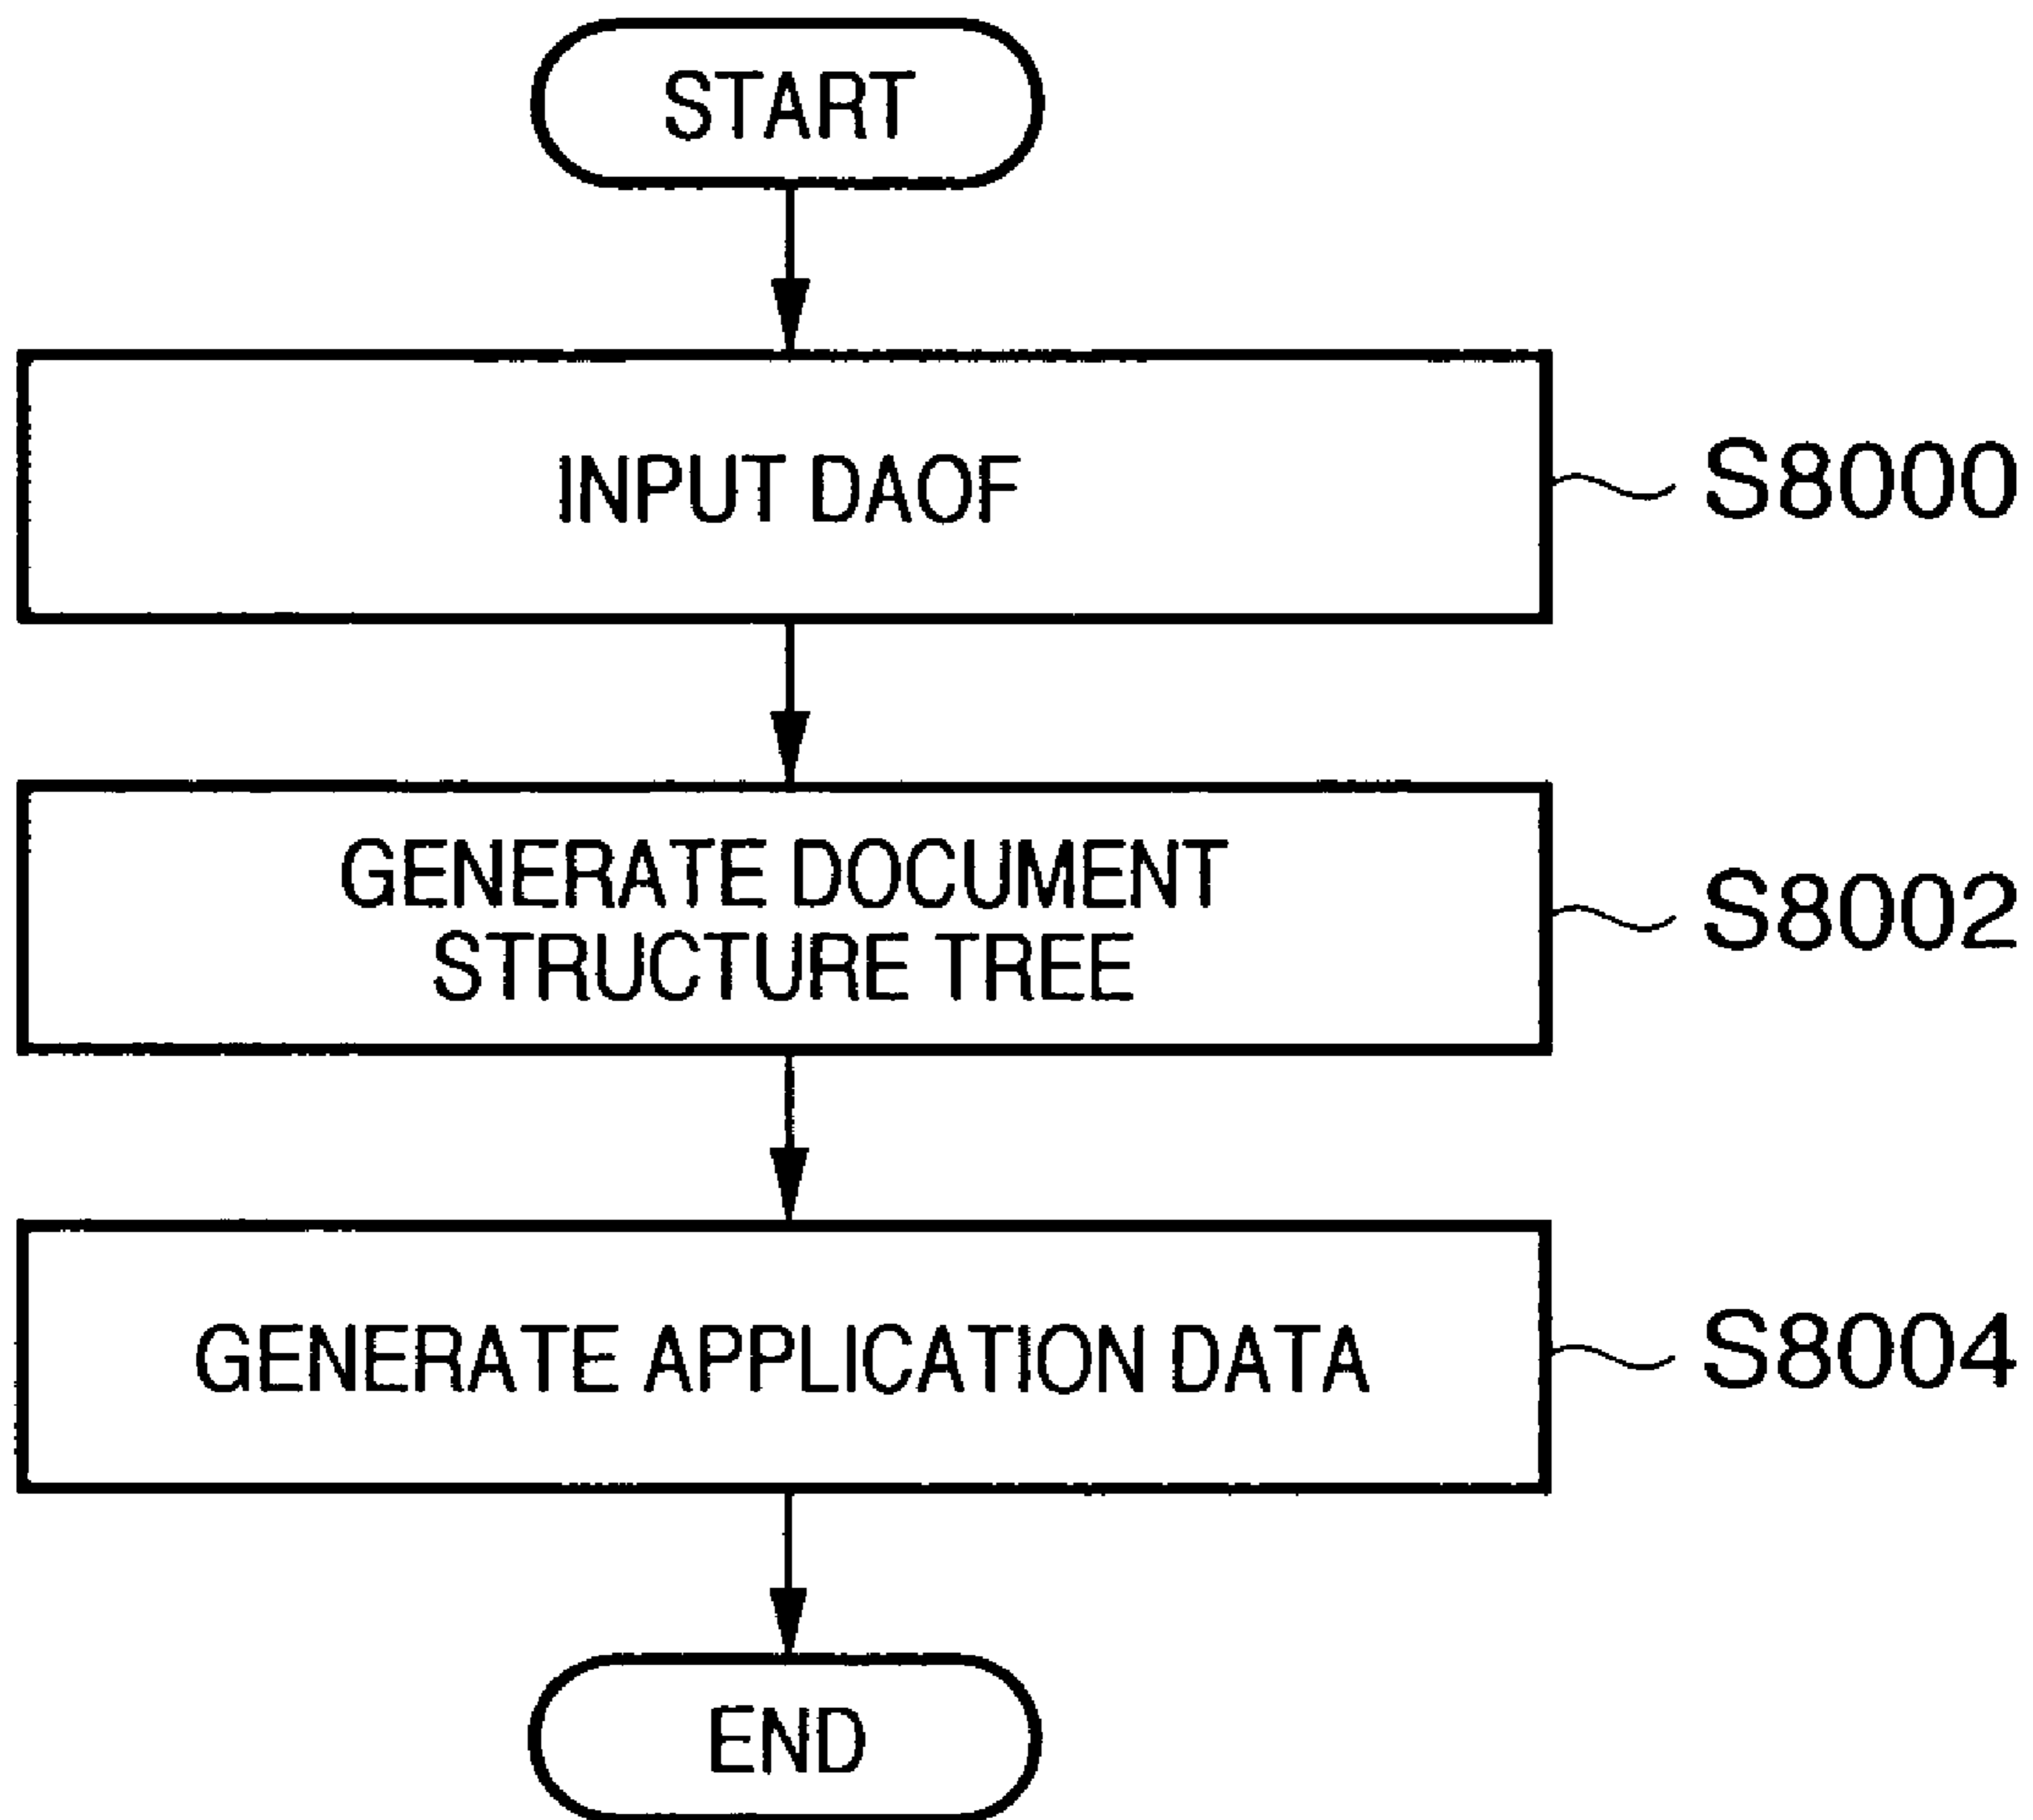 START
INPUT DAOF
S8000
GENERATE DOCUMENT
STRUCTURE TREE
S8002
GENERATE APPLICATION DATA
S8004
END